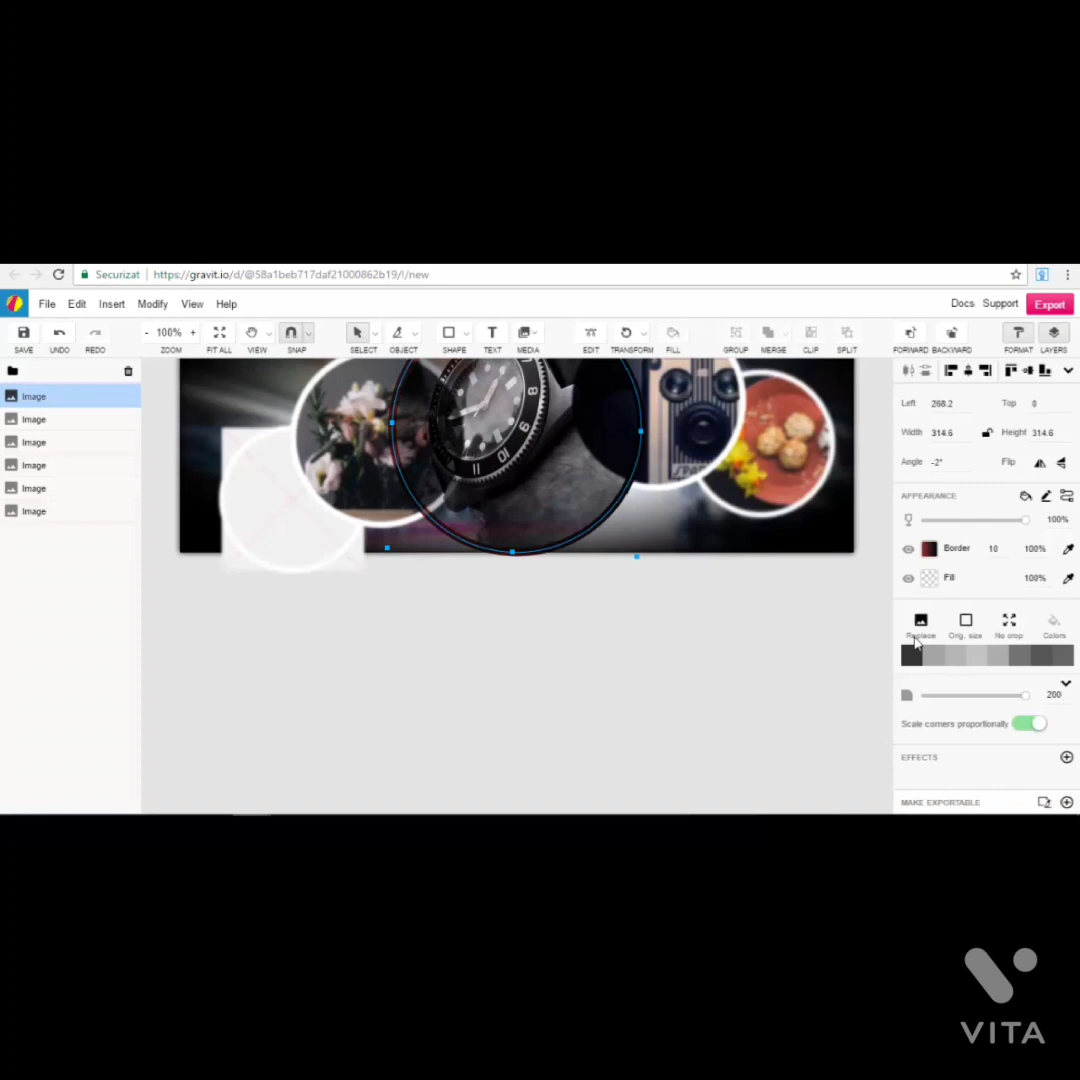 Securizat https://gravit.io/d/@58a1beb717daf21000862b19/!/new
File Edit Insert Modify View Help Docs Support Export
- 100% +
SAVE UNDO REDO ZOOM FIT ALL VIEW SNAP SELECT OBJECT SHAPE TEXT MEDIA EDIT TRANSFORM FILL GROUP MERGE CLIP SPLIT FORWARD BACKWARD FORMAT LAYERS
Image
Image
Image
Image
Image
Image
Left 268.2 Top 0
Width 314.6 Height 314.6
Angle -2° Flip
APPEARANCE
100%
Border 10 100%
Fill 100%
Replace Orig. size No crop Colors
200
Scale corners proportionally
EFFECTS
MAKE EXPORTABLE
VITA